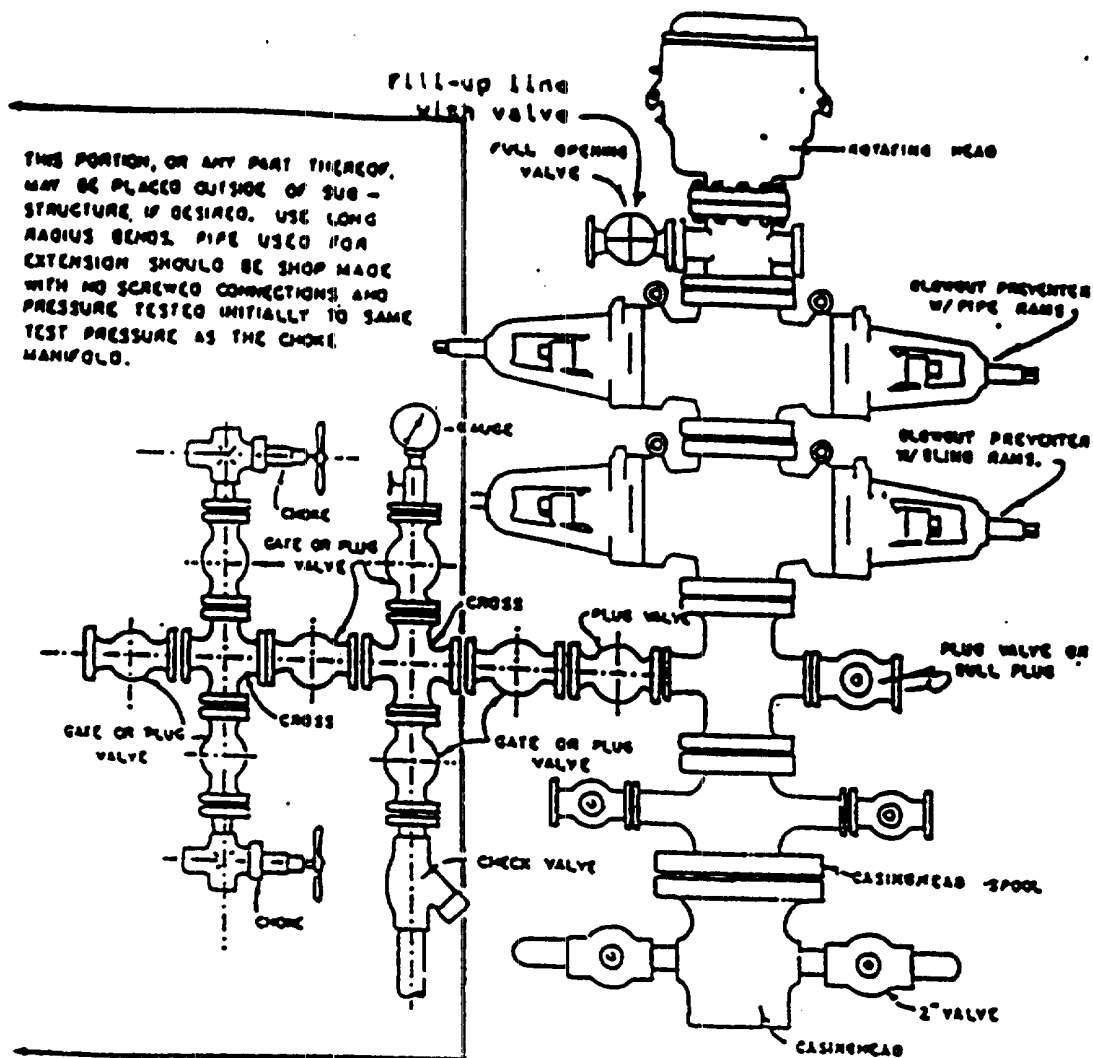 Fill-up line
with valve
FULL OPENING
VALVE
ROTATING HEAD
THIS PORTION, OR ANY PART THEREOF,
MAY BE PLACED OUTSIDE OF SUB-
STRUCTURE, IF DESIRED. USE LONG
RADIUS BENDS. PIPE USED FOR
EXTENSION SHOULD BE SHOP MADE
WITH NO SCREWED CONNECTIONS AND
PRESSURE TESTED INITIALLY TO SAME
TEST PRESSURE AS THE CHOKE
MANIFOLD.
BLOWOUT PREVENTER
W/ PIPE RAMS.
GAUGE
BLOWOUT PREVENTER
W/ BLIND RAMS.
CHOKE
GATE OR PLUG
VALVE
CROSS
PLUG VALVE
PLUG VALVE OR
BULL PLUG
CROSS
GATE OR PLUG
VALVE
GATE OR PLUG
VALVE
CHECK VALVE
CASINGHEAD SPOOL
CHOKE
2" VALVE
CASINGHEAD